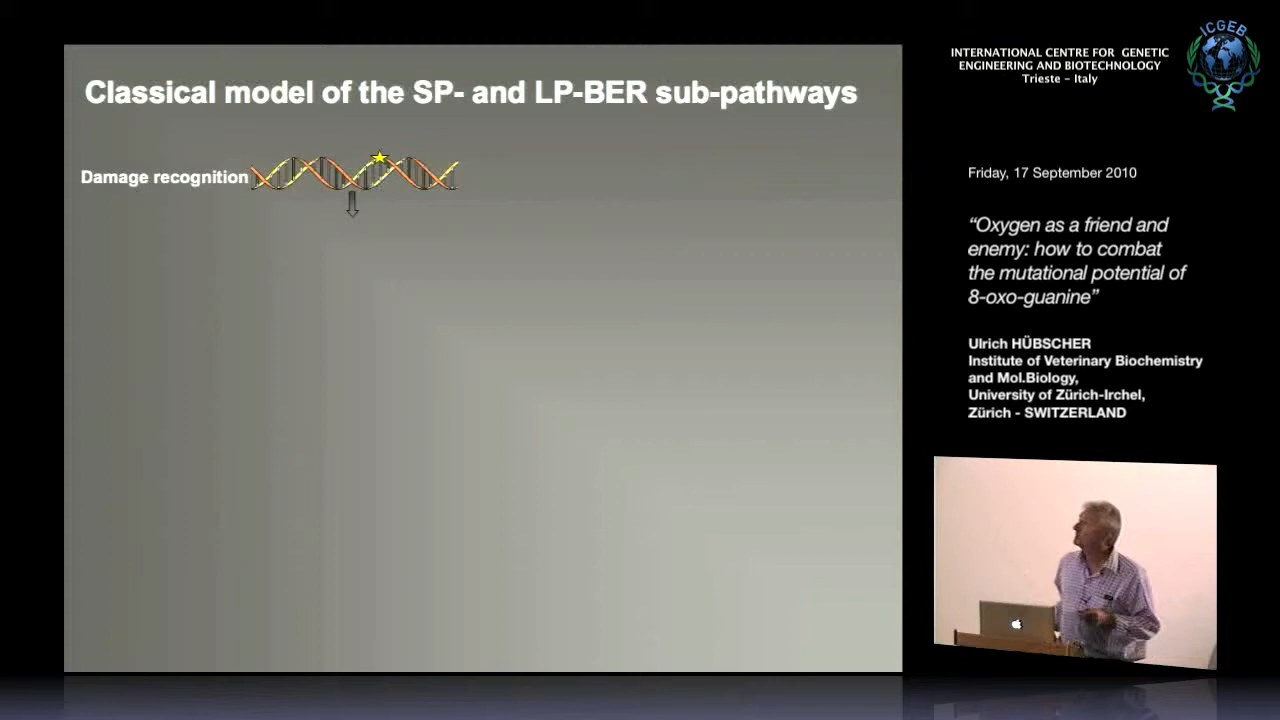 Classical model of the SP- and LP-BER sub-pathways
Damage recognition
INTERNATIONAL CENTRE FOR GENETIC
ENGINEERING AND BIOTECHNOLOGY
Trieste - Italy
ICGEB
Friday, 17 September 2010
“Oxygen as a friend and
enemy: how to combat
the mutational potential of
8-oxo-guanine”
Ulrich HÜBSCHER
Institute of Veterinary Biochemistry
and Mol.Biology,
University of Zürich-Irchel,
Zürich - SWITZERLAND